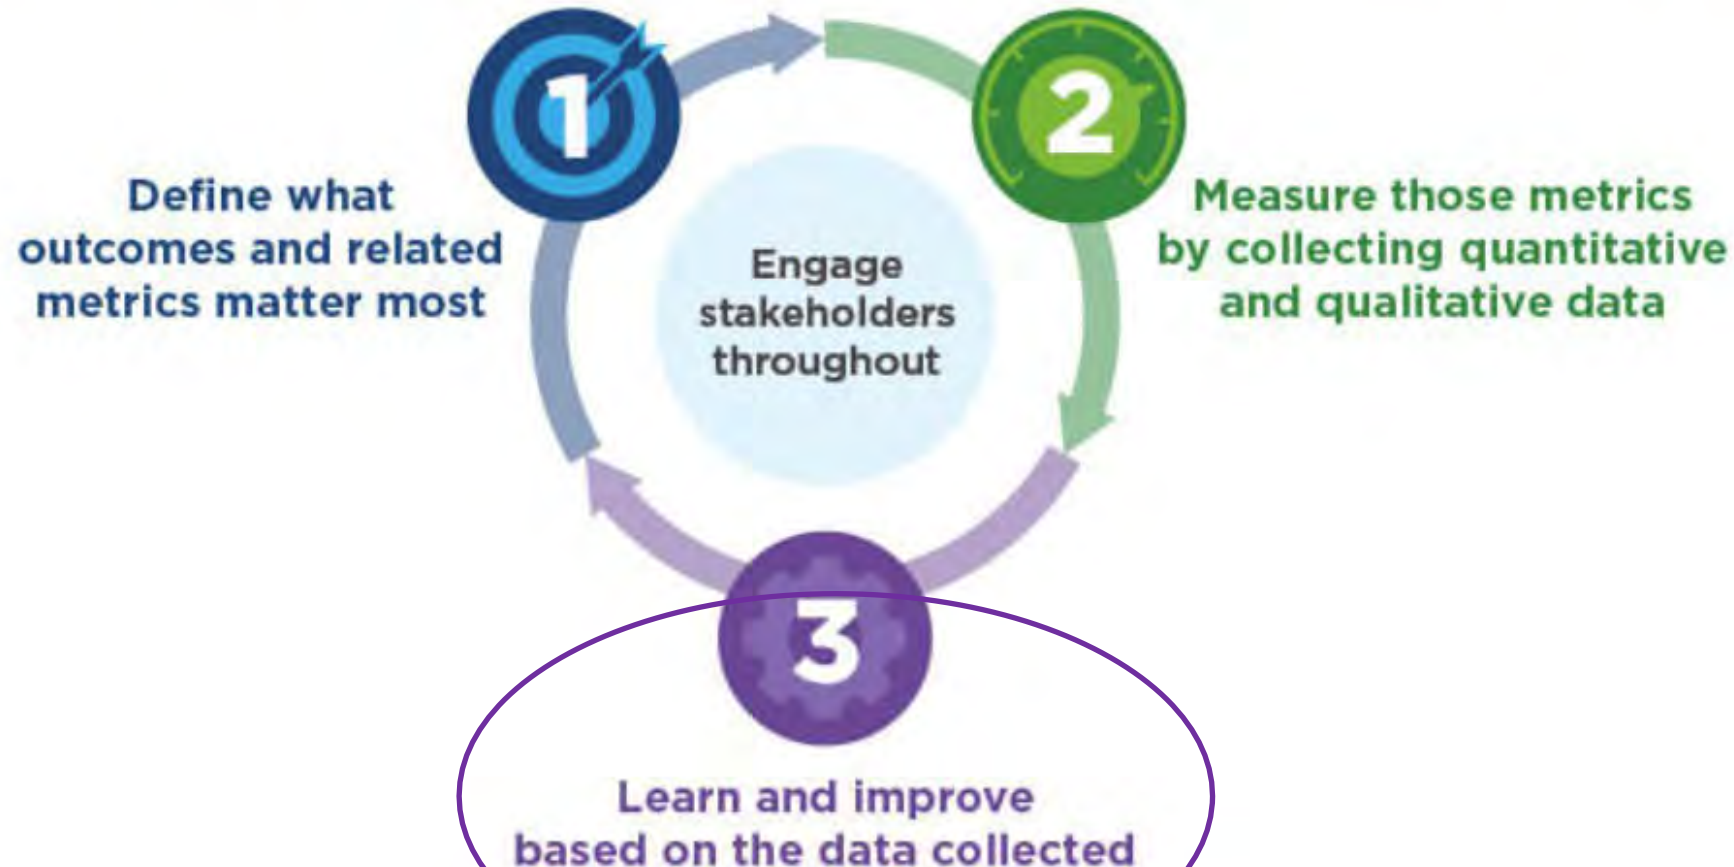 1
2
Define what
outcomes and related
metrics matter most
Engage
stakeholders
throughout
Measure those metrics
by collecting quantitative
and qualitative data
3
Learn and improve
based on the data collected